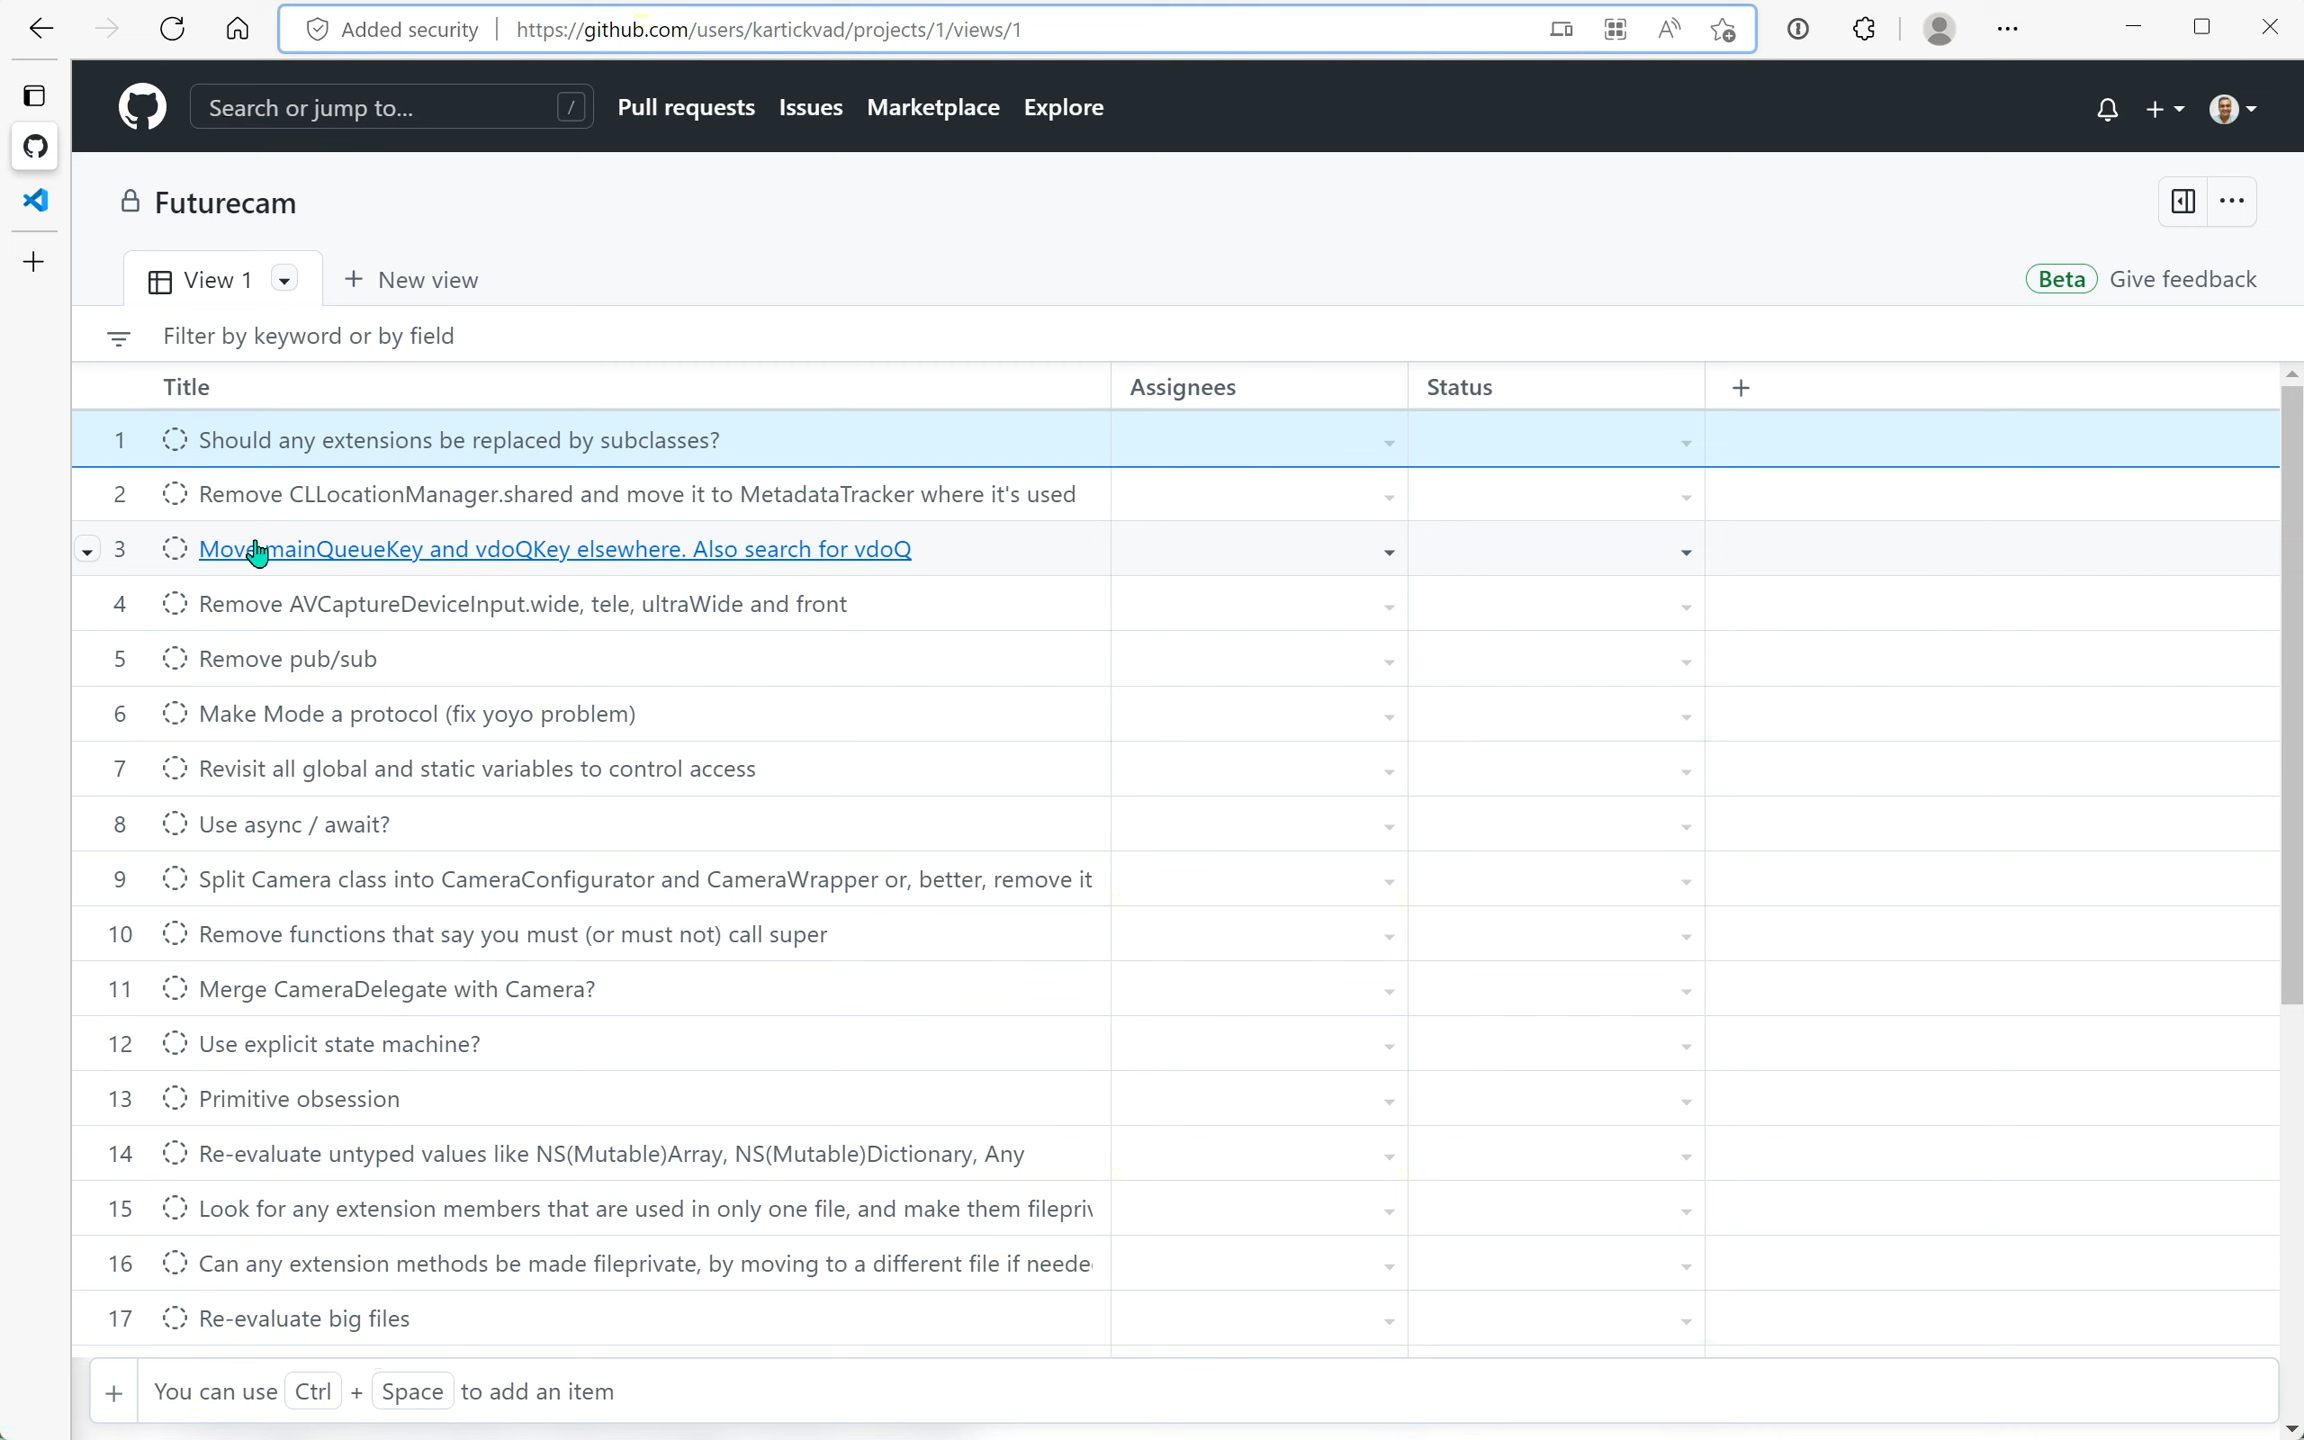 Added security | https://github.com/users/kartickvad/projects/1/views/1
Search or jump to... / Pull requests Issues Marketplace Explore
Futurecam
View 1 + New view Beta Give feedback
Filter by keyword or by field
Title Assignees Status +
1 Should any extensions be replaced by subclasses?
2 Remove CLLocationManager.shared and move it to MetadataTracker where it's used
3 Move mainQueueKey and vdoQKey elsewhere. Also search for vdoQ
4 Remove AVCaptureDeviceInput.wide, tele, ultraWide and front
5 Remove pub/sub
6 Make Mode a protocol (fix yoyo problem)
7 Revisit all global and static variables to control access
8 Use async / await?
9 Split Camera class into CameraConfigurator and CameraWrapper or, better, remove it
10 Remove functions that say you must (or must not) call super
11 Merge CameraDelegate with Camera?
12 Use explicit state machine?
13 Primitive obsession
14 Re-evaluate untyped values like NS(Mutable)Array, NS(Mutable)Dictionary, Any
15 Look for any extension members that are used in only one file, and make them filepriv
16 Can any extension methods be made fileprivate, by moving to a different file if neede
17 Re-evaluate big files
+ You can use Ctrl + Space to add an item